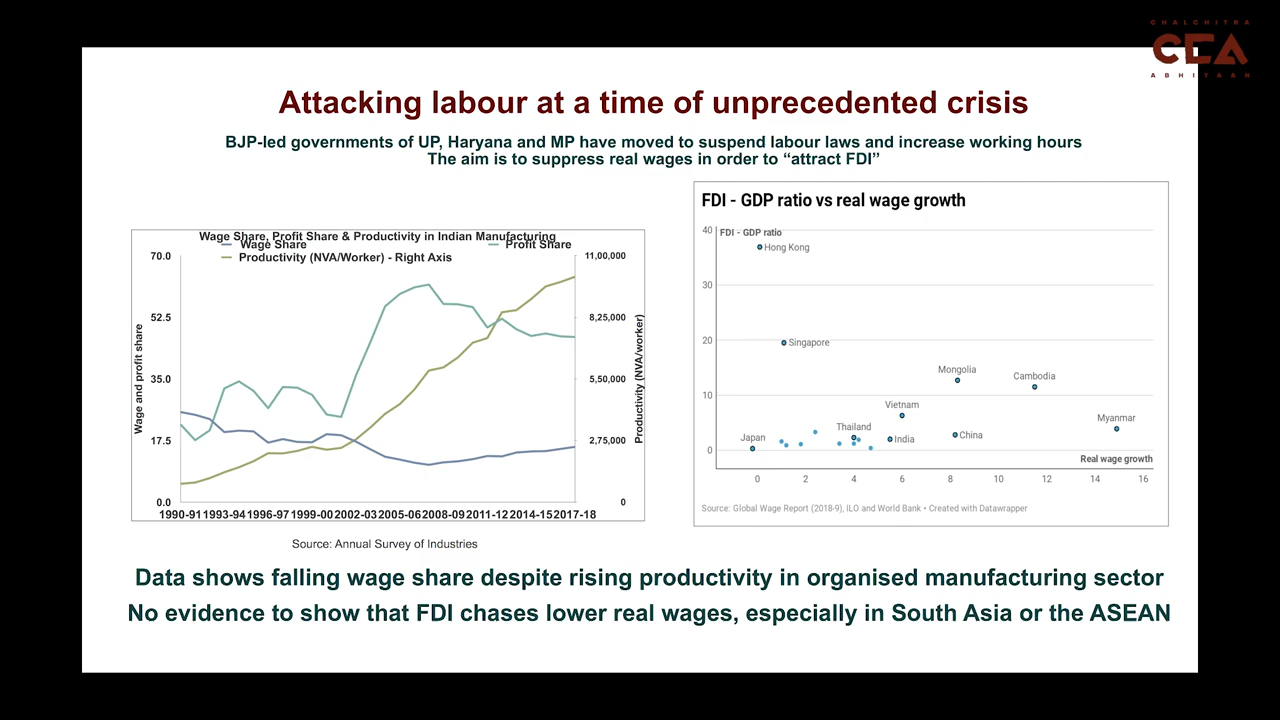 CHALCHITRA
CEA
ABHIYAAN
Attacking labour at a time of unprecedented crisis
BJP-led governments of UP, Haryana and MP have moved to suspend labour laws and increase working hours
The aim is to suppress real wages in order to “attract FDI”
Wage Share, Profit Share & Productivity in Indian Manufacturing
Wage Share
Profit Share
Productivity (NVA/Worker) - Right Axis
70.0
52.5
35.0
17.5
0.0
Wage and profit share
11,00,000
8,25,000
5,50,000
2,75,000
0
Productivity (NVA/worker)
1990-91 1993-94 1996-97 1999-00 2002-03 2005-06 2008-09 2011-12 2014-15 2017-18
Source: Annual Survey of Industries
FDI - GDP ratio vs real wage growth
40
FDI - GDP ratio
Hong Kong
30
20
Singapore
Mongolia
Cambodia
10
Vietnam
Myanmar
Thailand
Japan
India
China
0
Real wage growth
0 2 4 6 8 10 12 14 16
Source: Global Wage Report (2018-9), ILO and World Bank • Created with Datawrapper
Data shows falling wage share despite rising productivity in organised manufacturing sector
No evidence to show that FDI chases lower real wages, especially in South Asia or the ASEAN